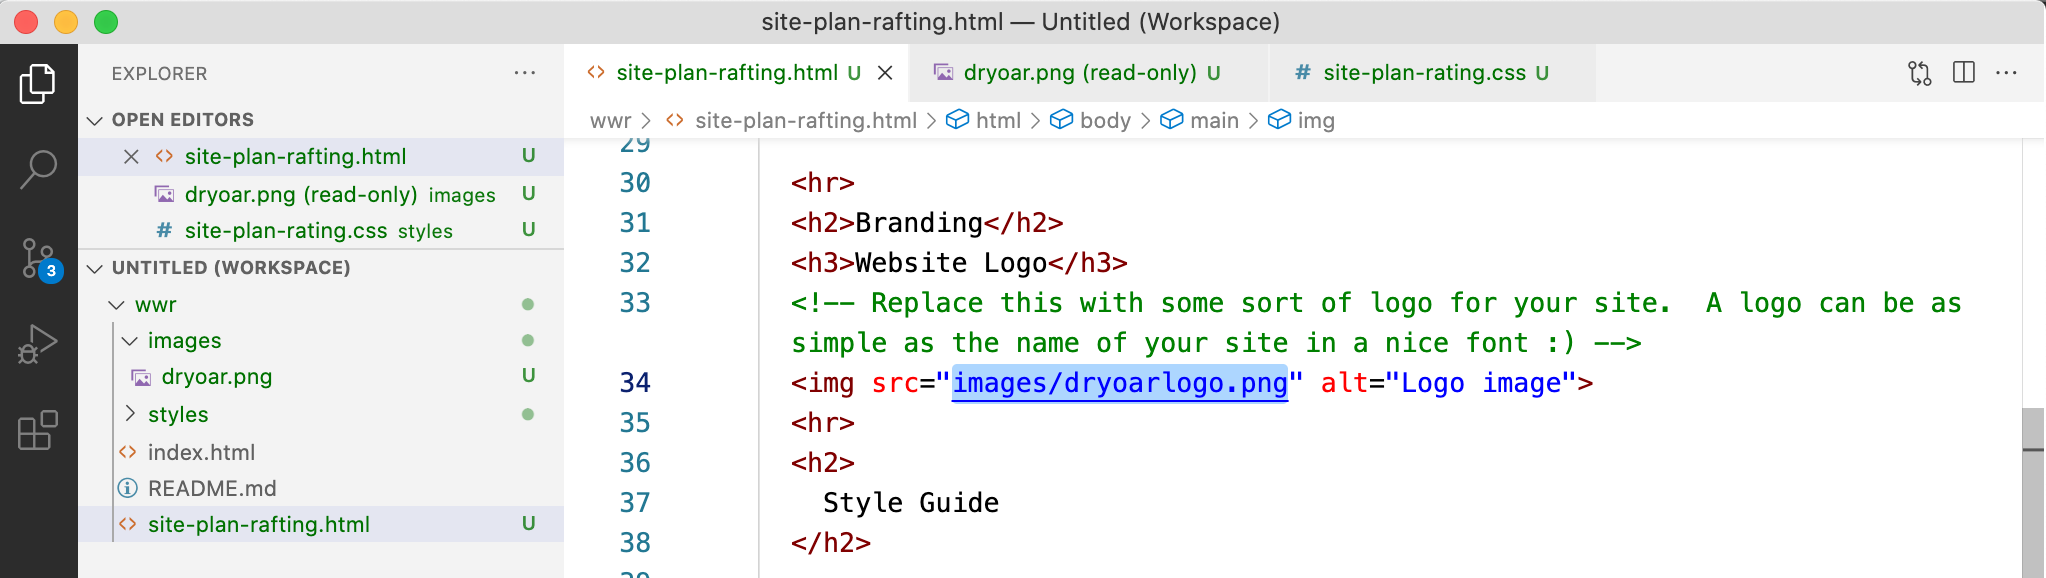 site-plan-rafting.html — Untitled (Workspace)
EXPLORER
OPEN EDITORS
site-plan-rafting.html U
dryoar.png (read-only) images U
site-plan-rating.css styles U
3
UNTITLED (WORKSPACE)
wwr
images
dryoar.png U
styles
index.html
README.md
site-plan-rafting.html U
site-plan-rafting.html U
dryoar.png (read-only) U
site-plan-rating.css U
wwr > site-plan-rafting.html > html > body > main > img
29
30 <hr>
31 <h2>Branding</h2>
32 <h3>Website Logo</h3>
33 <!-- Replace this with some sort of logo for your site.  A logo can be as
simple as the name of your site in a nice font :) -->
34 <img src="images/dryoarlogo.png" alt="Logo image">
35 <hr>
36 <h2>
37 Style Guide
38 </h2>